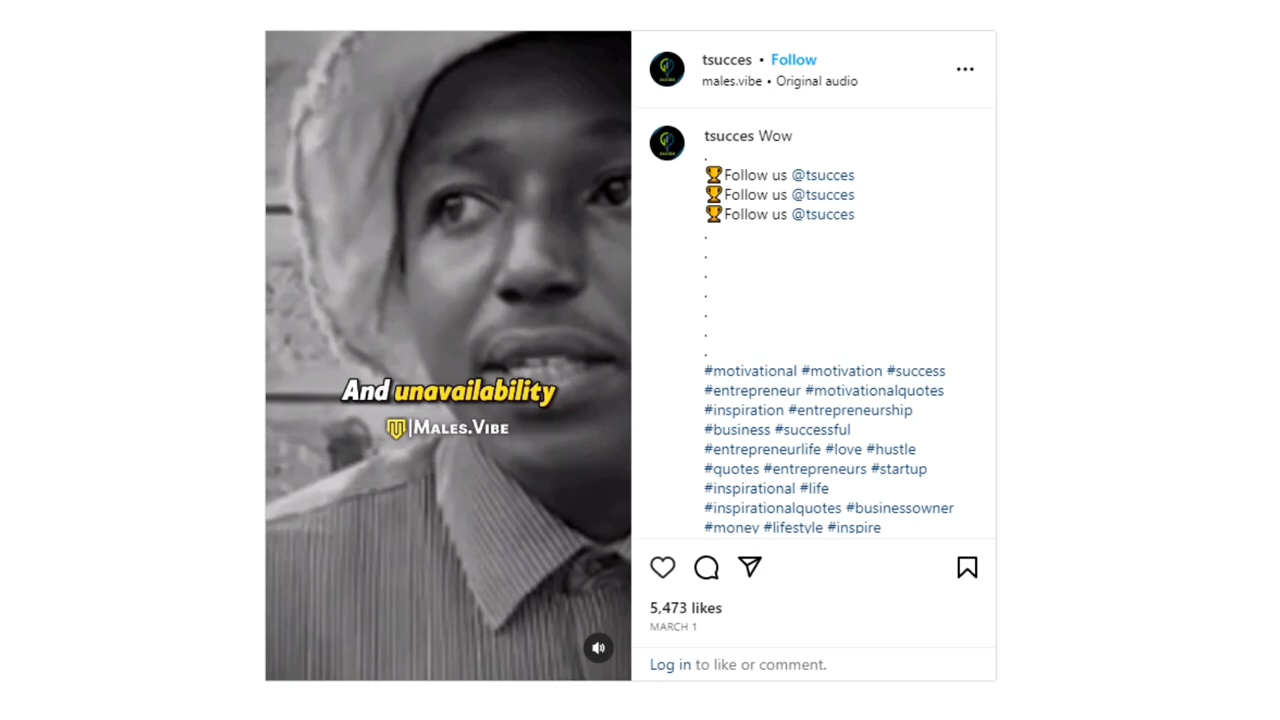 And unavailability
MALES.VIBE
tsucces • Follow
males.vibe • Original audio
tsucces Wow
.
🏆Follow us @tsucces
🏆Follow us @tsucces
🏆Follow us @tsucces
.
.
.
.
.
.
.
#motivational #motivation #success
#entrepreneur #motivationalquotes
#inspiration #entrepreneurship
#business #successful
#entrepreneurlife #love #hustle
#quotes #entrepreneurs #startup
#inspirational #life
#inspirationalquotes #businessowner
#money #lifestyle #inspire
5,473 likes
MARCH 1
Log in to like or comment.